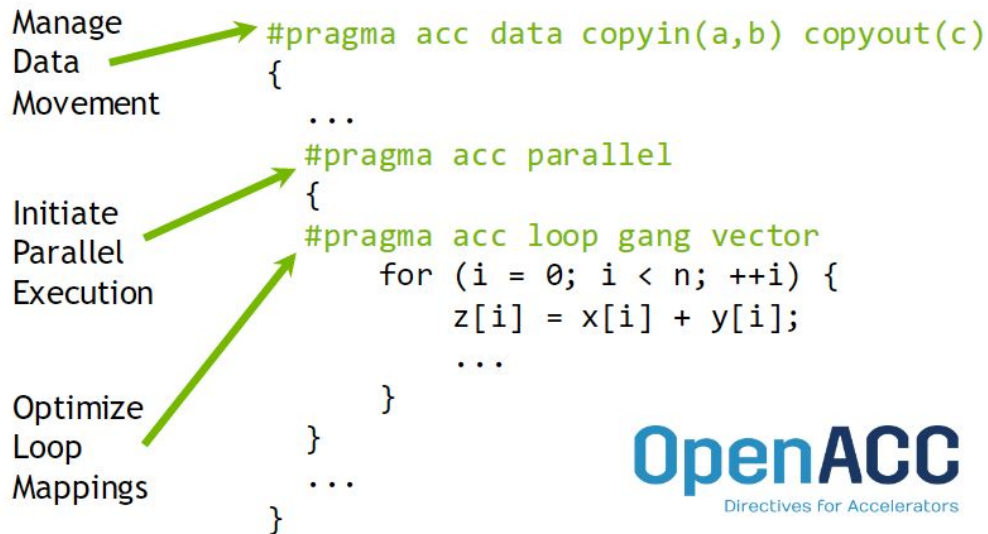 Manage
Data
Movement
#pragma acc data copyin(a,b) copyout(c)
{
...
#pragma acc parallel
{
Initiate
Parallel
Execution
#pragma acc loop gang vector
for (i = 0; i < n; ++i) {
z[i] = x[i] + y[i];
...
}
Optimize
Loop
Mappings
}
...
}
OpenACC
Directives for Accelerators